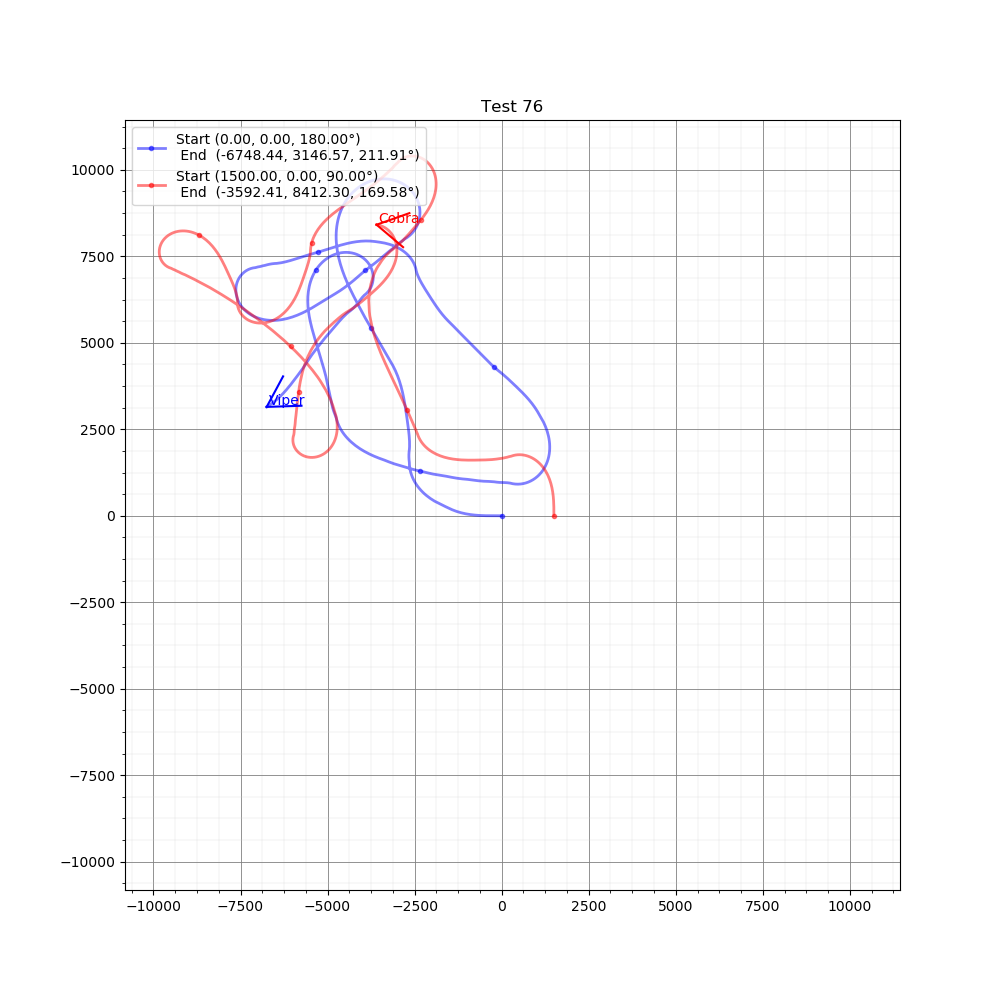 Test 76
Start (0.00, 0.00, 180.00°)
End (-6748.44, 3146.57, 211.91°)
Start (1500.00, 0.00, 90.00°)
End (-3592.41, 8412.30, 169.58°)
Cobra
Viper
10000
7500
5000
2500
0
−2500
−5000
−7500
−10000
−10000 −7500 −5000 −2500 0 2500 5000 7500 10000